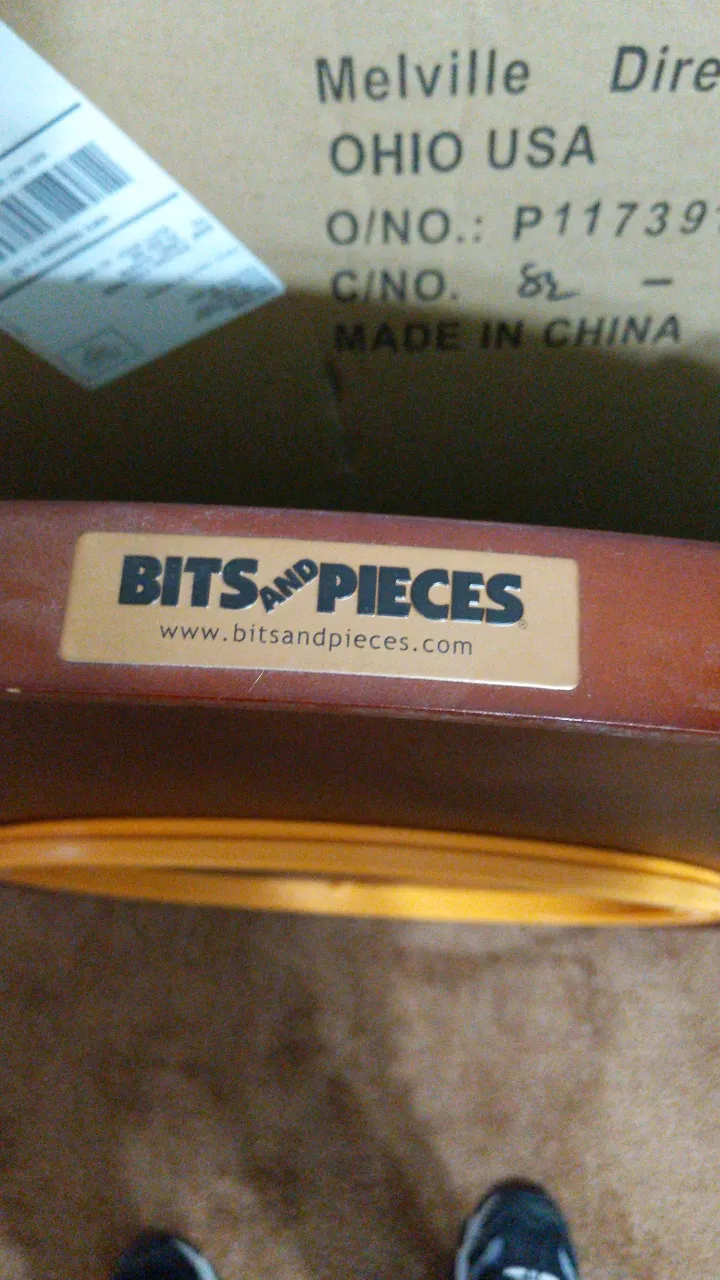 Melville Dire
OHIO USA
O/NO.: P11739
C/NO. 82 –
MADE IN CHINA
BITS AND PIECES®
www.bitsandpieces.com